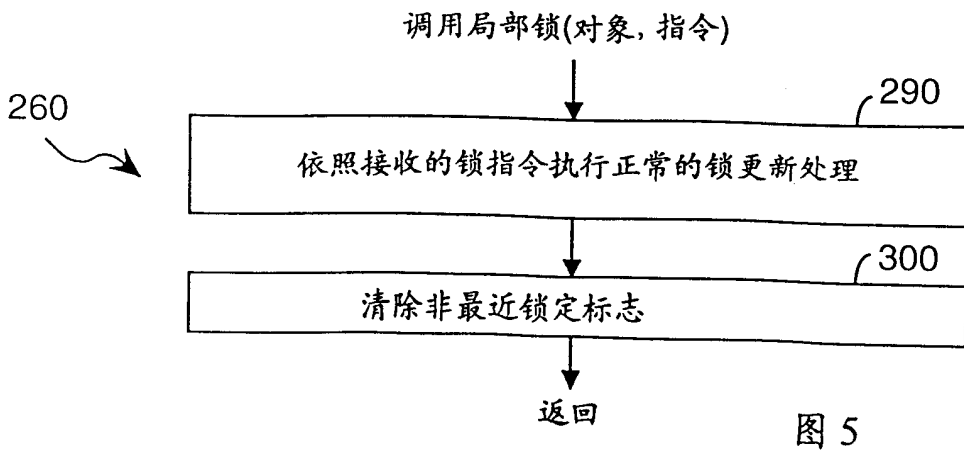 调用局部锁(对象, 指令)
290
260
依照接收的锁指令执行正常的锁更新处理
300
清除非最近锁定标志
返回
图 5